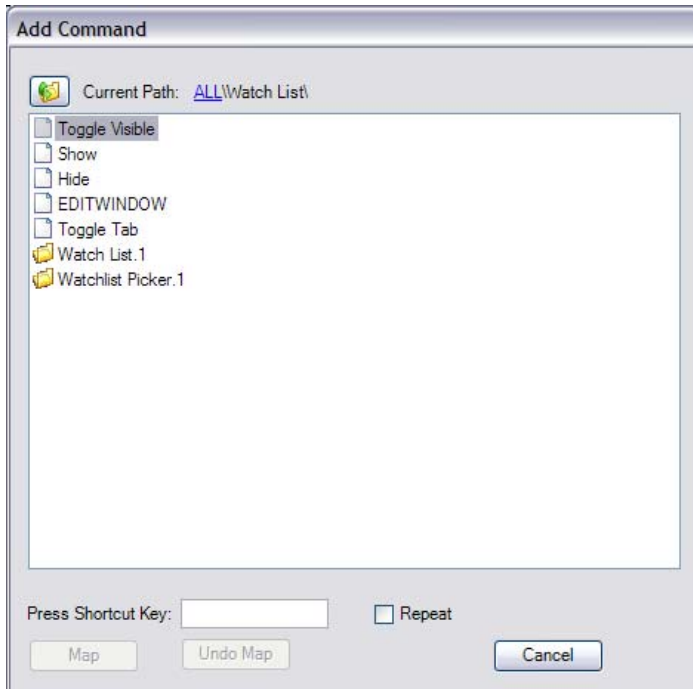 Add Command
Current Path: ALL\Watch List\
Toggle Visible
Show
Hide
EDITWINDOW
Toggle Tab
Watch List.1
Watchlist Picker.1
Press Shortcut Key: Repeat
Map Undo Map Cancel